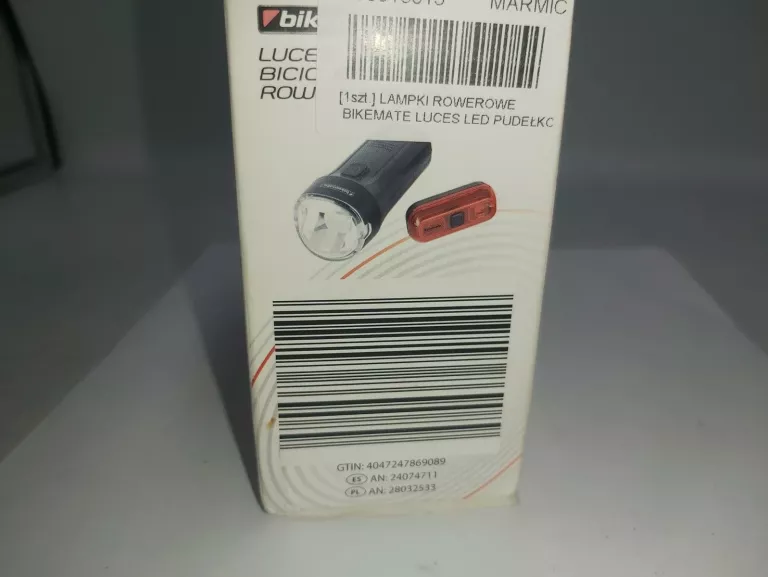 MARMIC
bik
LUCE
BICIC
ROW
[1szt.] LAMPKI ROWEROWE
BIKEMATE LUCES LED PUDEŁKO
GTIN: 4047247869089
ES AN: 24074711
PL AN: 28032533